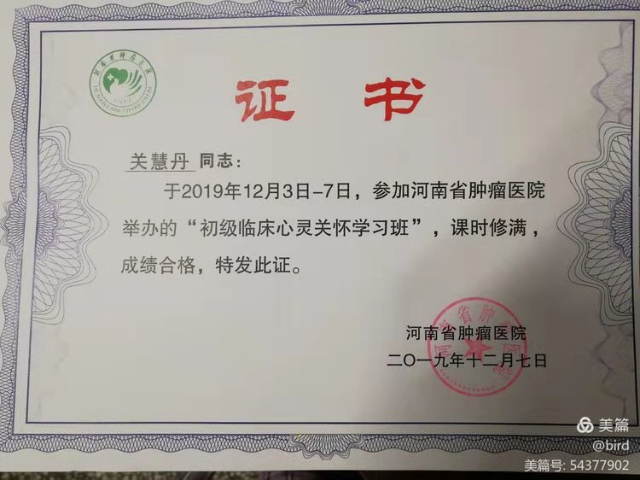 证 书
关慧丹 同志：
于2019年12月3日-7日，参加河南省肿瘤医院
举办的“初级临床心灵关怀学习班”，课时修满，
成绩合格，特发此证。
河南省肿瘤医院
二〇一九年十二月七日
美篇
@bird
美篇号: 54377902